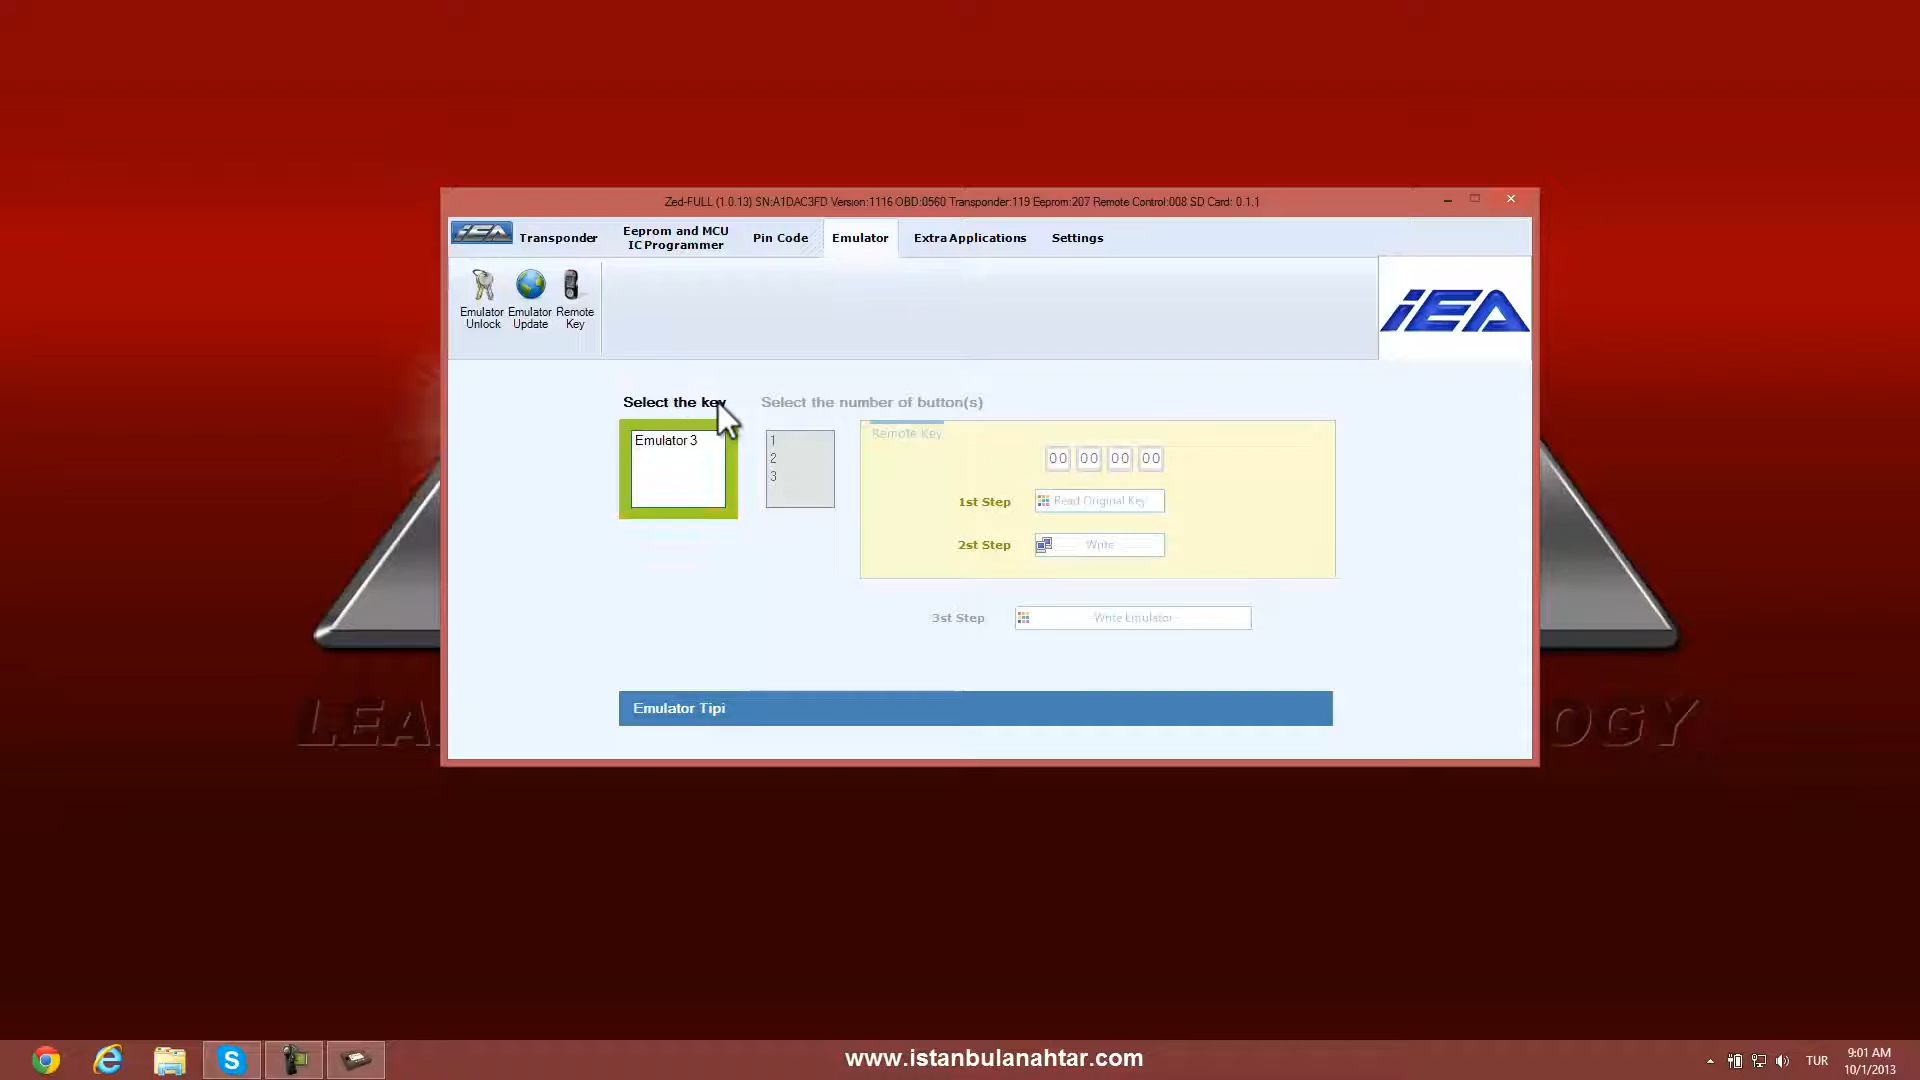 Zed-FULL (1.0.13) SN:A1DAC3FD Version:1116 OBD:0560 Transponder:119 Eeprom:207 Remote Control:008 SD Card: 0.1.1
iEA
Transponder
Eeprom and MCU
IC Programmer
Pin Code
Emulator
Extra Applications
Settings
Emulator
Unlock
Emulator
Update
Remote
Key
iEA
Select the key
Select the number of button(s)
Emulator 3
1
2
3
Remote Key
00 00 00 00
1st Step
Read Original Key
2st Step
Write
3st Step
Write Emulator
Emulator Tipi
LEA
OGY
www.istanbulanahtar.com
TUR
9:01 AM
10/1/2013